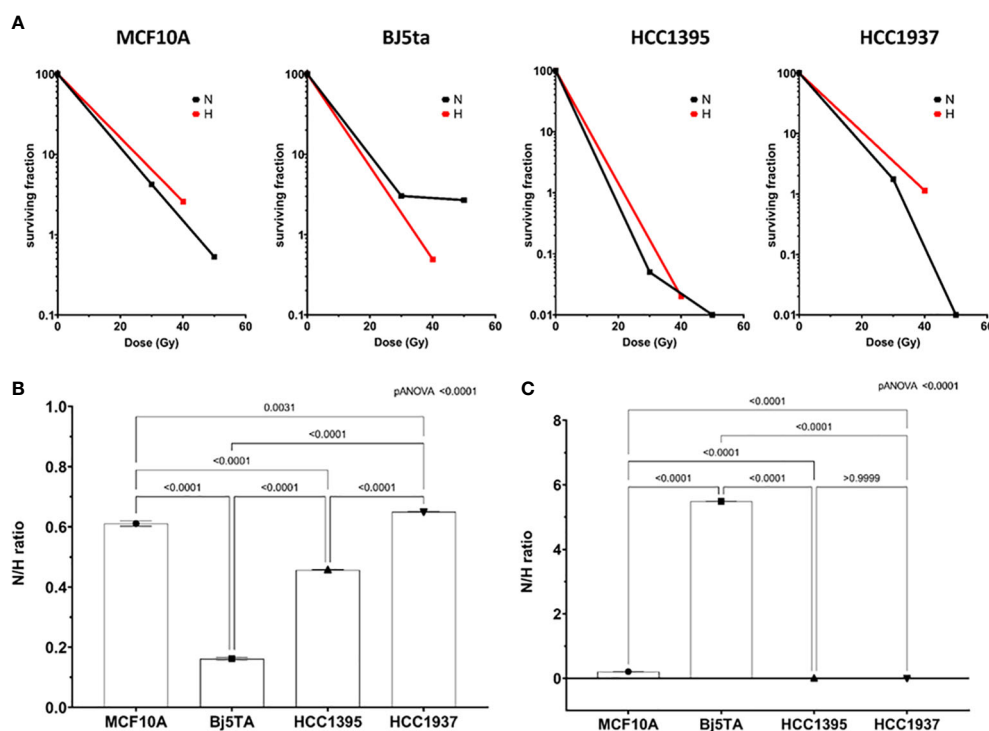 A
MCF10A
BJ5ta
HCC1395
HCC1937
surviving fraction
100
10
1
0.1
0 20 40 60
Dose (Gy)
N
H
surviving fraction
100
10
1
0.1
0 20 40 60
Dose (Gy)
N
H
surviving fraction
100
10
1
0.1
0.01
0 20 40 60
Dose (Gy)
N
H
surviving fraction
100
10
1
0.1
0.01
0 20 40 60
Dose (Gy)
N
H
B
pANOVA <0.0001
N/H ratio
1.0
0.8
0.6
0.4
0.2
0.0
0.0031
<0.0001
<0.0001
<0.0001 <0.0001 <0.0001
MCF10A Bj5TA HCC1395 HCC1937
C
pANOVA <0.0001
N/H ratio
8
6
4
2
0
<0.0001
<0.0001
<0.0001
<0.0001 <0.0001 >0.9999
MCF10A Bj5TA HCC1395 HCC1937